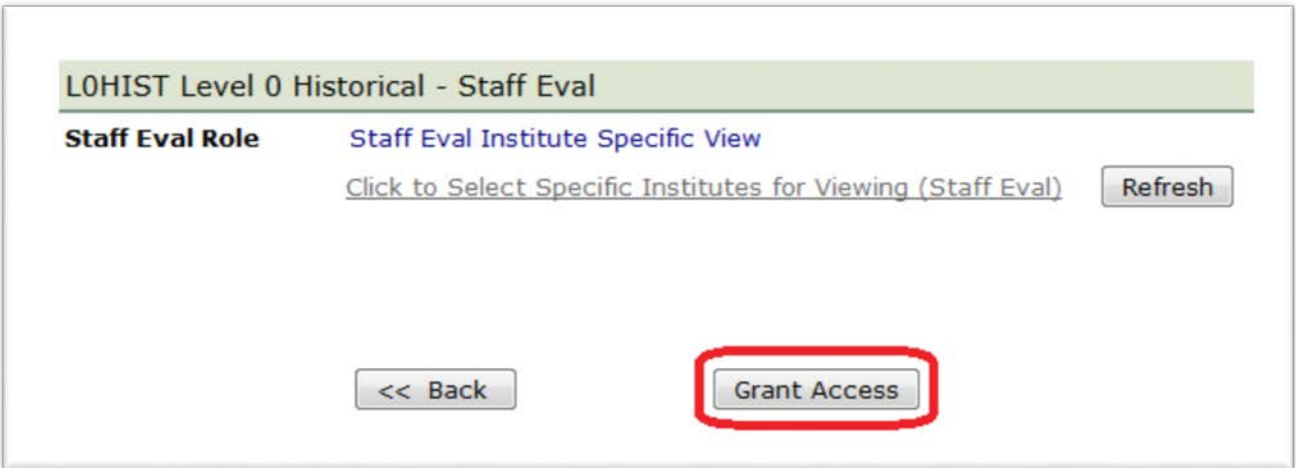 L0HIST Level 0 Historical - Staff Eval
Staff Eval Role Staff Eval Institute Specific View
Click to Select Specific Institutes for Viewing (Staff Eval) Refresh
<< Back Grant Access